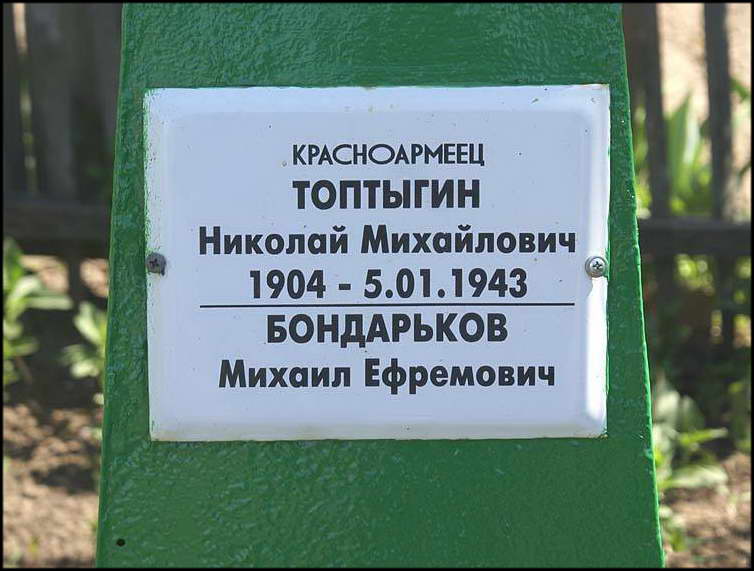 КРАСНОАРМЕЕЦ
ТОПТЫГИН
Николай Михайлович
1904 - 5.01.1943
БОНДАРЬКОВ
Михаил Ефремович